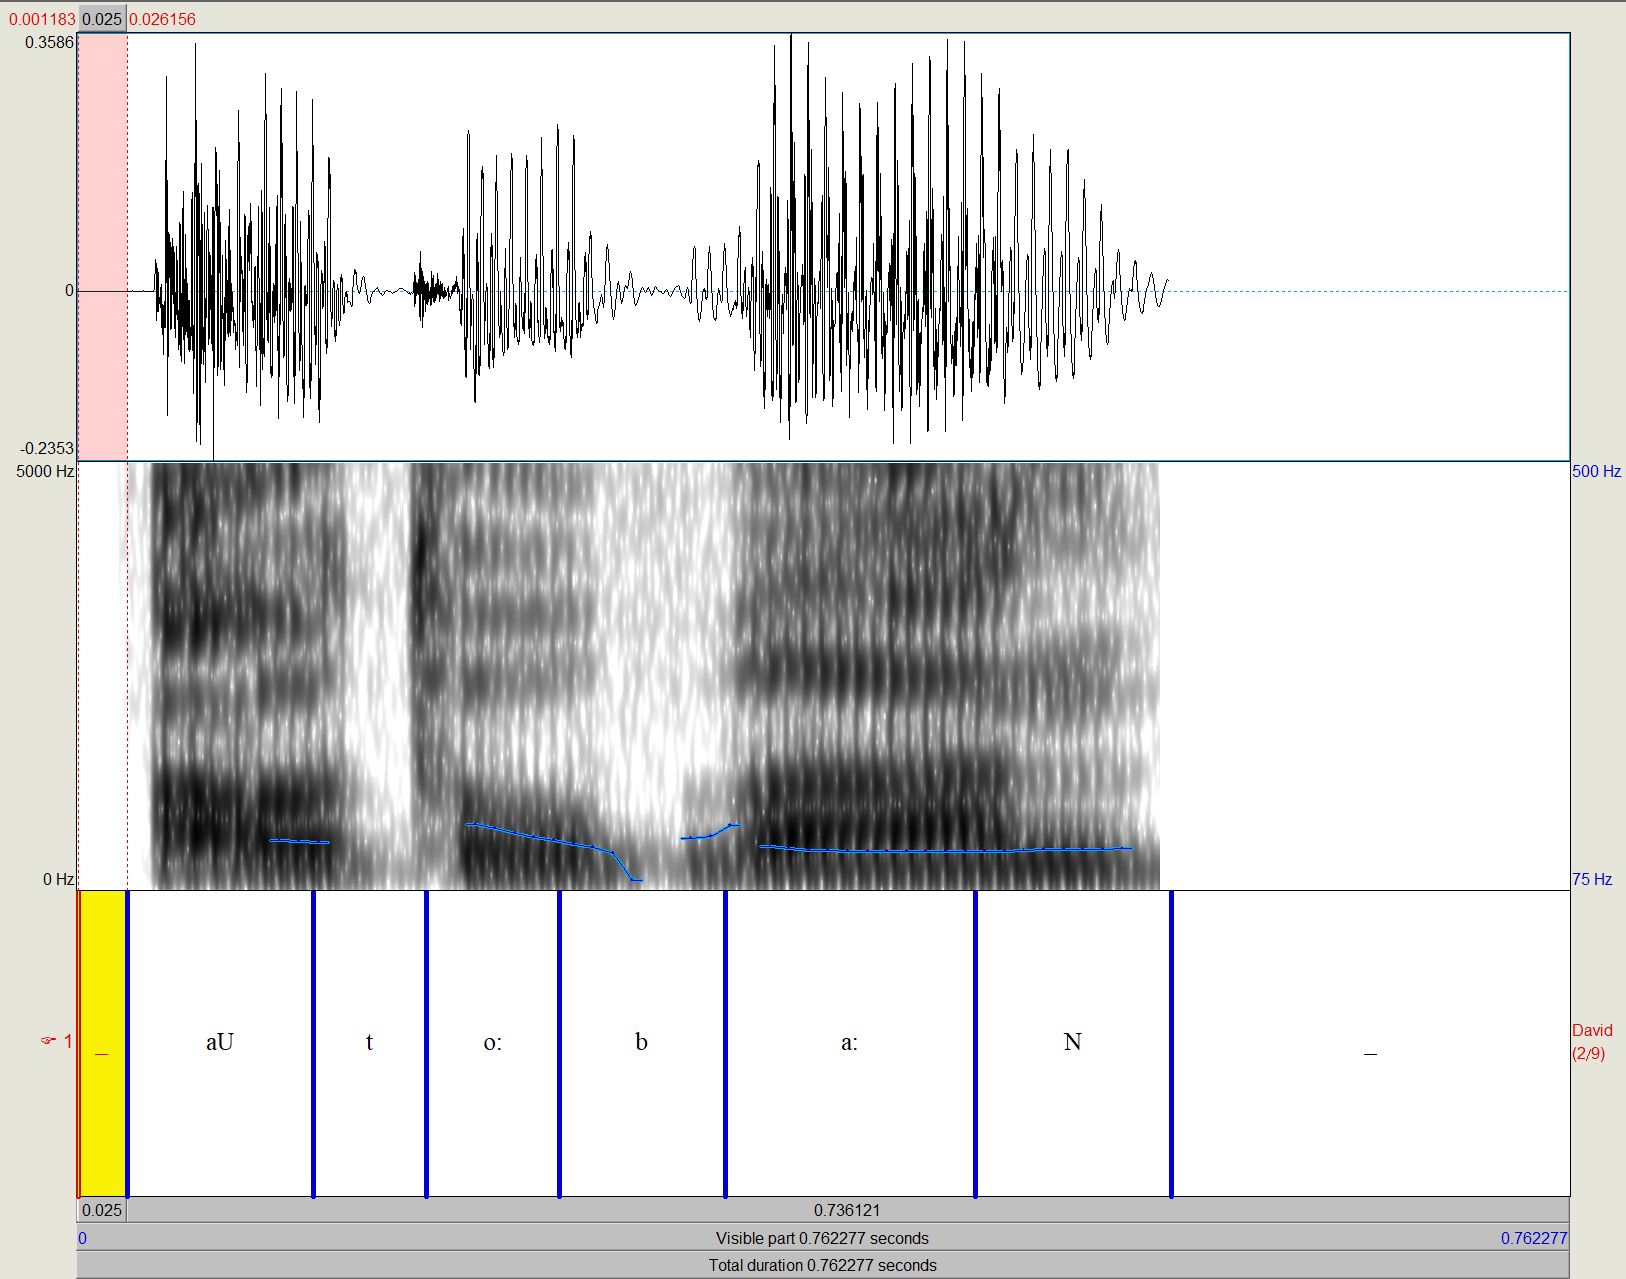 0.001183 0.025 0.026156
0.3586
0
-0.2353
5000 Hz 500 Hz
0 Hz 75 Hz
☞ 1 _ aU t o: b a: N _ David
(2/9)
0.025 0.736121
0 Visible part 0.762277 seconds 0.762277
Total duration 0.762277 seconds